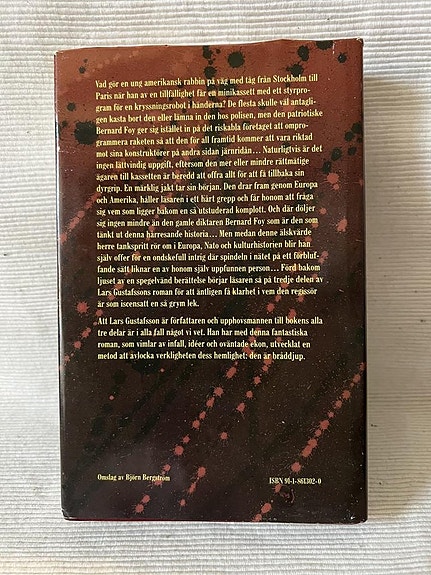 Vad gör en ung amerikansk rabbin på väg med tåg från Stockholm till
Paris när han av en tillfällighet får en minikassett med ett styrpro-
gram för en kryssningsrobot i händerna? De flesta skulle väl antagli-
gen kasta bort den eller lämna in den hos polisen, men den patriotiske
Bernard Foy ger sig istället in på det riskabla företaget att ompro-
grammera raketen så att den för all framtid kommer att vara riktad
mot sina konstruktörer på andra sidan järnridån... Naturligtvis är det
ingen lättvindig uppgift, eftersom den mer eller mindre rättmätige
ägaren till kassetten är beredd att offra allt för att få tillbaka sin
dyrgrip. En märklig jakt tar sin början. Den drar fram genom Europa
och Amerika, håller läsaren i ett hårt grepp och får honom att fråga
sig vem som ligger bakom en så utstuderad komplott. Och där döljer
sig ingen mindre än den gamle diktaren Bernard Foy som är den som
tänkt ut denna hårresande historia... Men medan denne älskvärde
herre tankspritt rör om i Europa, Nato och kulturhistorien blir han
själv offer för en ondskefull intrig där spindeln i nätet på ett förbluf-
fande sätt liknar en av honom själv uppfunnen person... Förd bakom
ljuset av en spegelvänd berättelse börjar läsaren så på tredje delen av
Lars Gustafssons roman för att äntligen få klarhet i vem den regissör
är som iscensatt en så grym lek.
Att Lars Gustafsson är författaren och upphovsmannen till bokens alla
tre delar är i alla fall något vi vet. Han har med denna fantastiska
roman, som vimlar av infall, idéer och oväntade ekon, utvecklat en
metod att avlocka verkligheten dess hemlighet: den är bråddjup.
Omslag av Björn Bergström
ISBN 91-1-861302-0